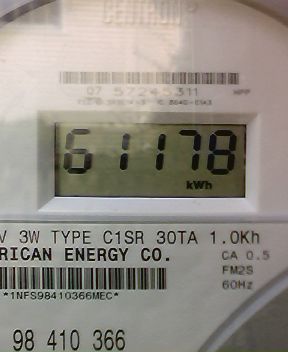 CENTRON
07 57245311
61178
kWh
V 3W TYPE C1SR 30TA 1.0Kh
RICAN ENERGY CO.
CA 0.5
FM2S
60Hz
*1NFS98410366MEC*
98 410 366